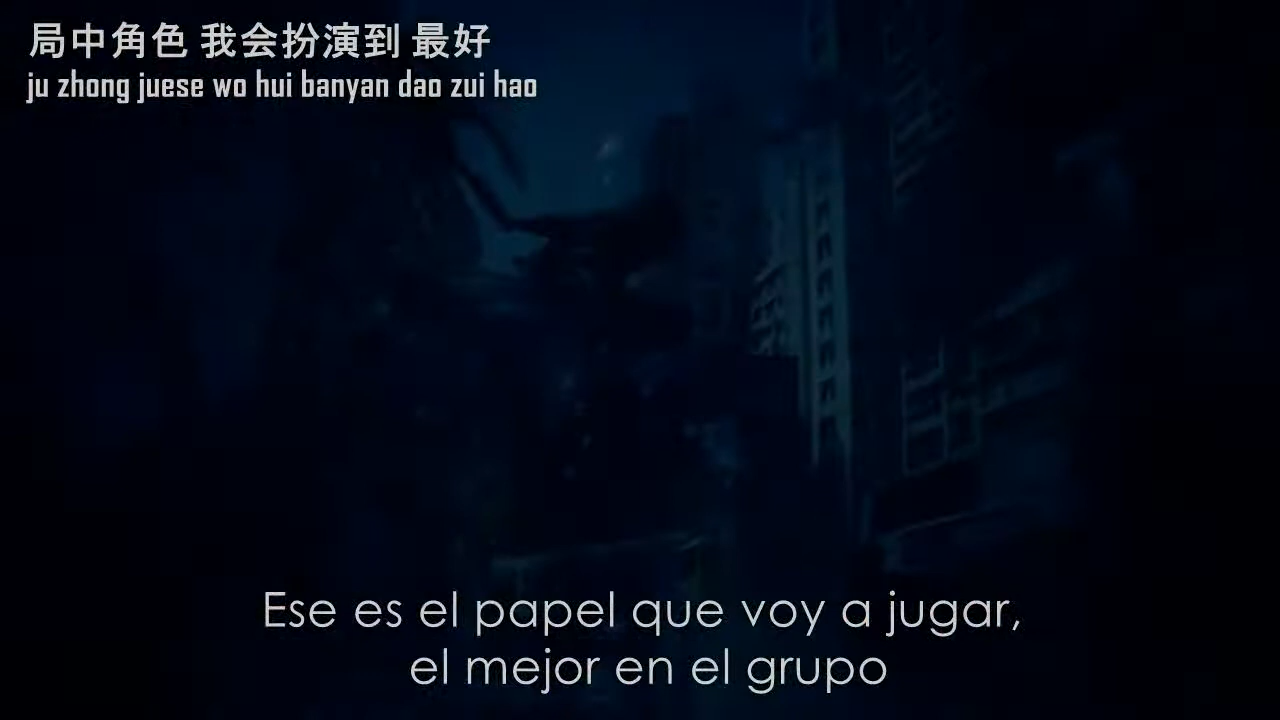 局中角色 我会扮演到 最好
ju zhong juese wo hui banyan dao zui hao
Ese es el papel que voy a jugar,
el mejor en el grupo